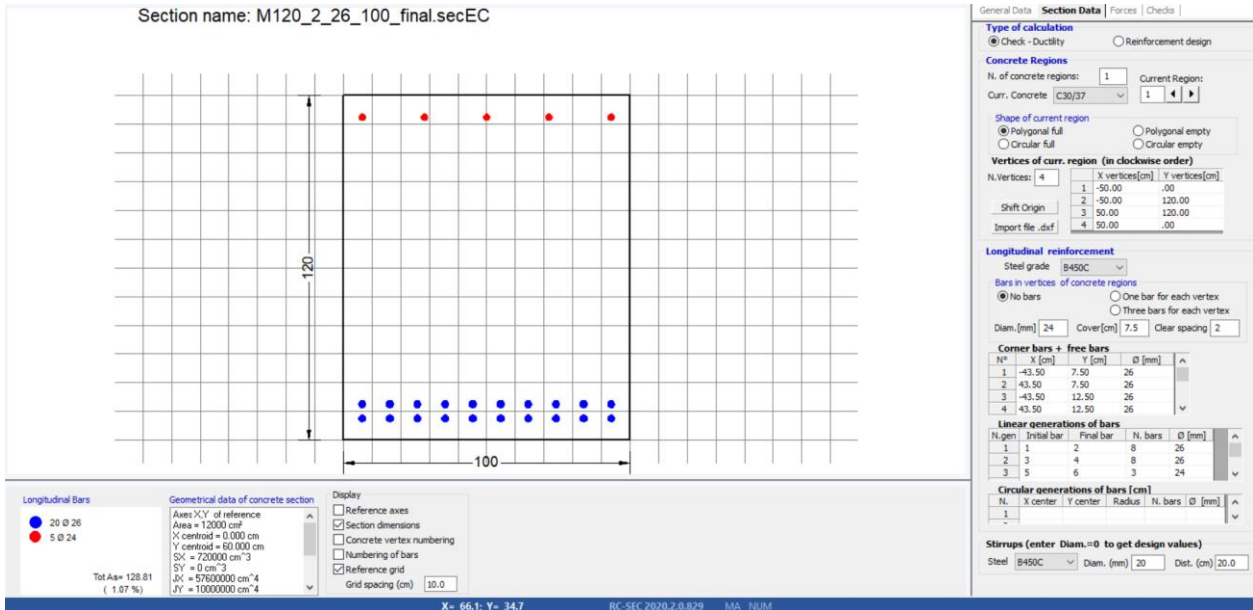 Section name: M120_2_26_100_final.secEC
120
100
General Data Section Data Forces Checks
Type of calculation
Check - Ductility Reinforcement design
Concrete Regions
N. of concrete regions: 1 Current Region:
Curr. Concrete C30/37 1
Shape of current region
Polygonal full Polygonal empty
Circular full Circular empty
Vertices of curr. region (in clockwise order)
N.Vertices: 4 X vertices[cm] Y vertices[cm]
1 -50.00 .00
2 -50.00 120.00
Shift Origin 3 50.00 120.00
Import file .dxf 4 50.00 .00
Longitudinal reinforcement
Steel grade B450C
Bars in vertices of concrete regions
No bars One bar for each vertex
Three bars for each vertex
Diam.[mm] 24 Cover[cm] 7.5 Clear spacing 2
Corner bars + free bars
N° X [cm] Y [cm] Ø [mm]
1 -43.50 7.50 26
2 43.50 7.50 26
3 -43.50 12.50 26
4 43.50 12.50 26
Linear generations of bars
N.gen Initial bar Final bar N. bars Ø [mm]
1 1 2 8 26
2 3 4 8 26
3 5 6 3 24
Circular generations of bars [cm]
N. X center Y center Radius N. bars Ø [mm]
1
Stirrups (enter Diam.=0 to get design values)
Steel B450C Diam. (mm) 20 Dist. (cm) 20.0
Longitudinal Bars
20 Ø 26
5 Ø 24
Tot As= 128.81
( 1.07 %)
Geometrical data of concrete section
Axes X,Y of reference
Area = 12000 cm²
X centroid = 0.000 cm
Y centroid = 60.000 cm
SX = 720000 cm^3
SY = 0 cm^3
JX = 57600000 cm^4
JY = 10000000 cm^4
Display
Reference axes
Section dimensions
Concrete vertex numbering
Numbering of bars
Reference grid
Grid spacing (cm) 10.0
X= 66.1; Y= 34.7 RC-SEC 2020.2.0.829 MA NUM